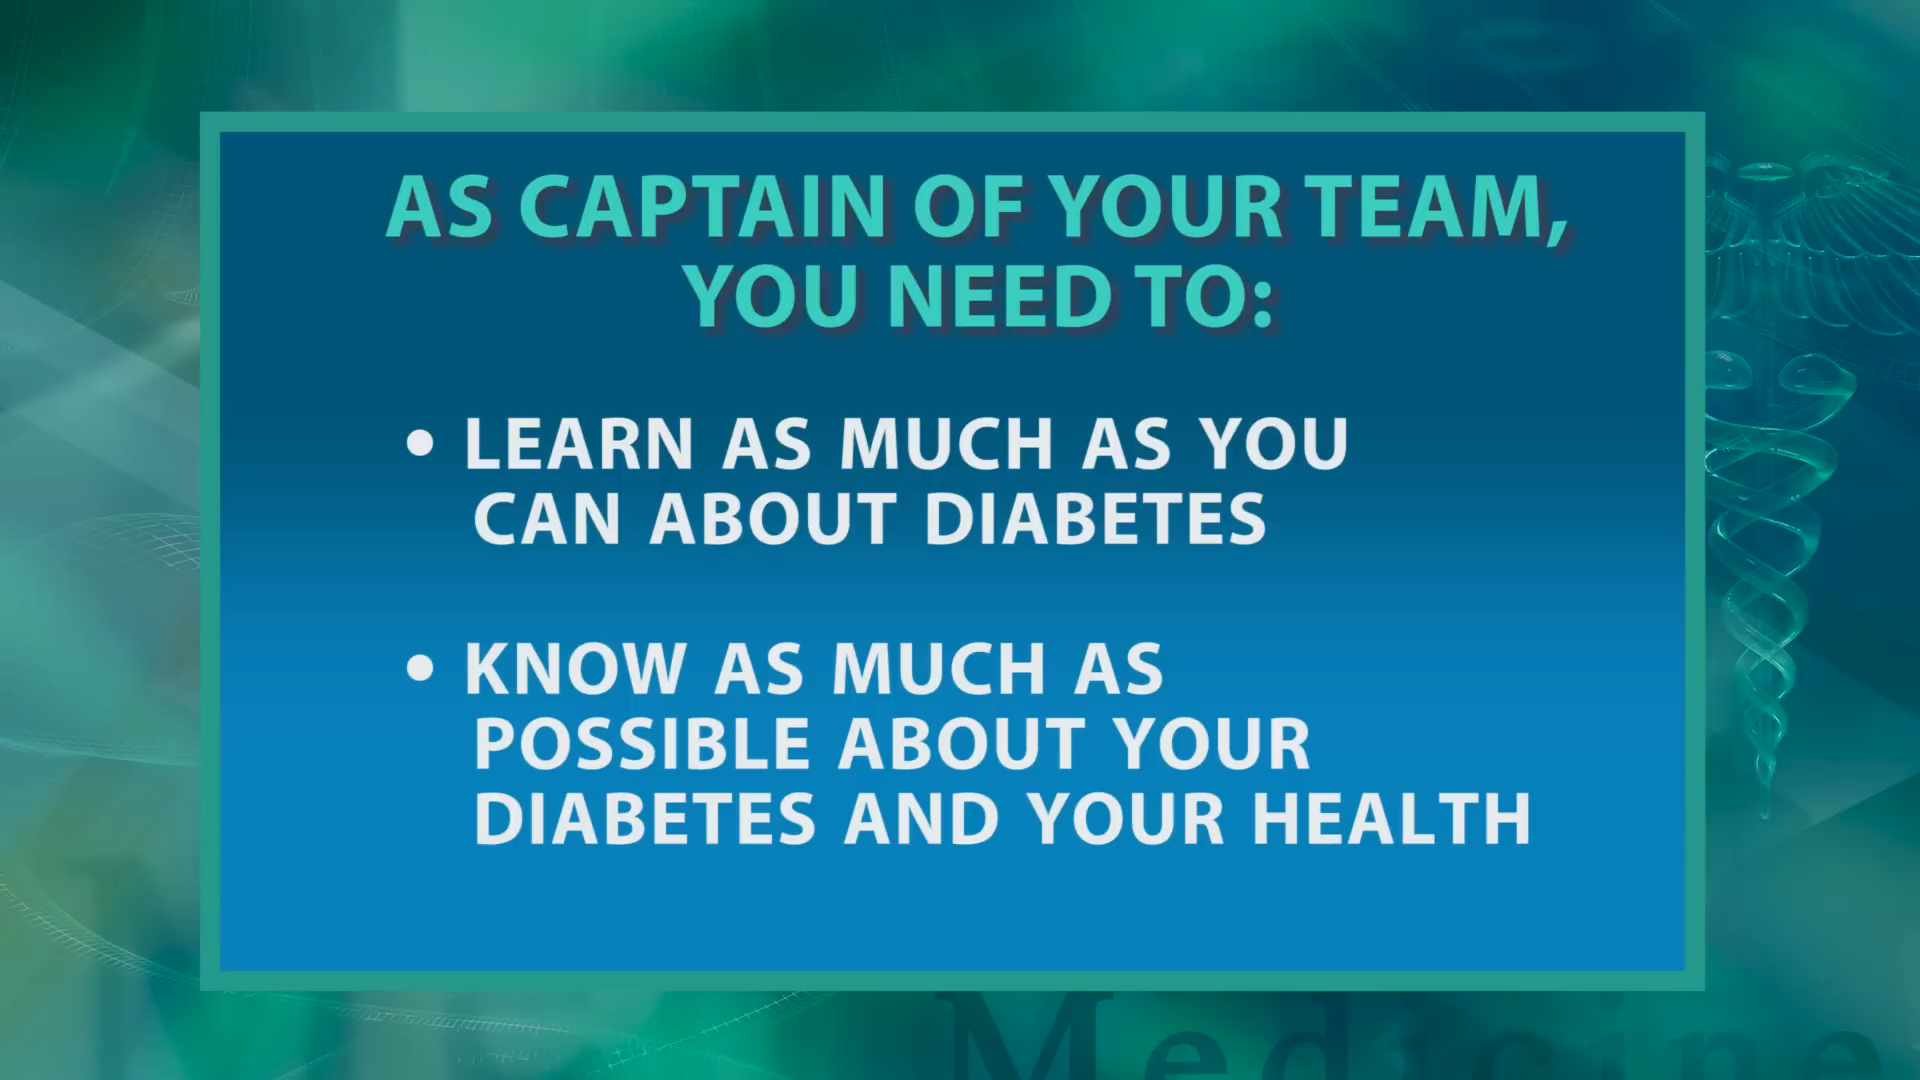 AS CAPTAIN OF YOUR TEAM,
YOU NEED TO:
• LEARN AS MUCH AS YOU
CAN ABOUT DIABETES
• KNOW AS MUCH AS
POSSIBLE ABOUT YOUR
DIABETES AND YOUR HEALTH
Medicine